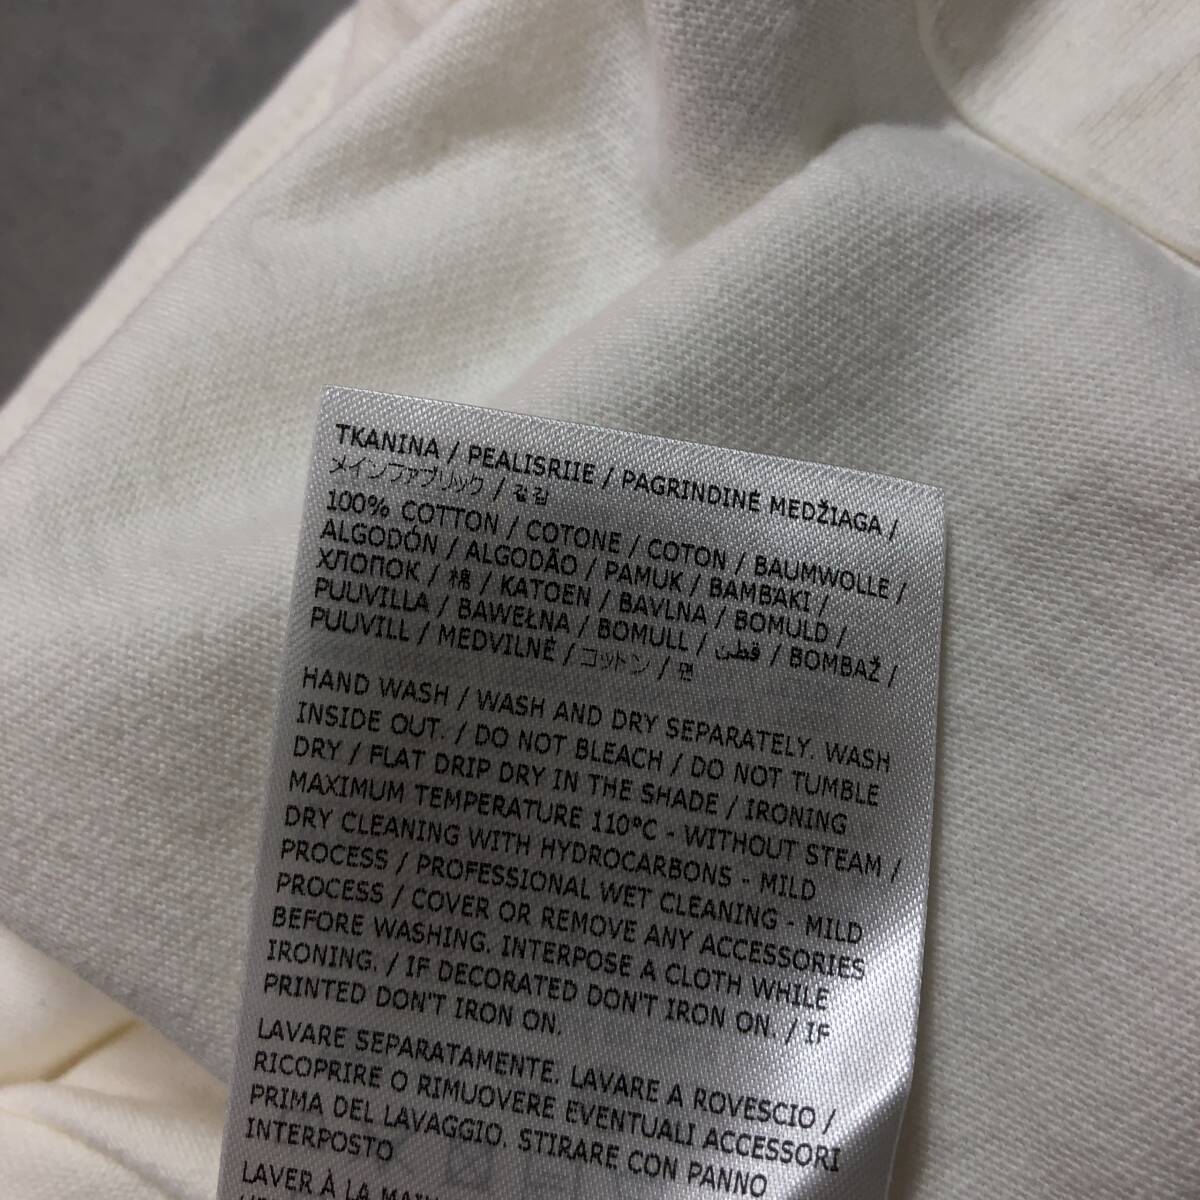 TKANINA / PEALISRIIE / PAGRINDINĖ MEDŽIAGA /
メインファブリック / 겉감
100% COTTON / COTONE / COTON / BAUMWOLLE /
ALGODÓN / ALGODÃO / PAMUK / BAMBAKI /
ХЛОПОК / 棉 / KATOEN / BAVLNA / BOMULD /
PUUVILLA / BAWEŁNA / BOMULL / قطن / BOMBAŽ /
PUUVILL / MEDVILNĖ / コットン / 면
HAND WASH / WASH AND DRY SEPARATELY. WASH
INSIDE OUT. / DO NOT BLEACH / DO NOT TUMBLE
DRY / FLAT DRIP DRY IN THE SHADE / IRONING
MAXIMUM TEMPERATURE 110°C - WITHOUT STEAM /
DRY CLEANING WITH HYDROCARBONS - MILD
PROCESS / PROFESSIONAL WET CLEANING - MILD
PROCESS / COVER OR REMOVE ANY ACCESSORIES
BEFORE WASHING. INTERPOSE A CLOTH WHILE
IRONING. / IF DECORATED DON'T IRON ON. / IF
PRINTED DON'T IRON ON.
LAVARE SEPARATAMENTE. LAVARE A ROVESCIO /
RICOPRIRE O RIMUOVERE EVENTUALI ACCESSORI
PRIMA DEL LAVAGGIO. STIRARE CON PANNO
INTERPOSTO
LAVER À LA